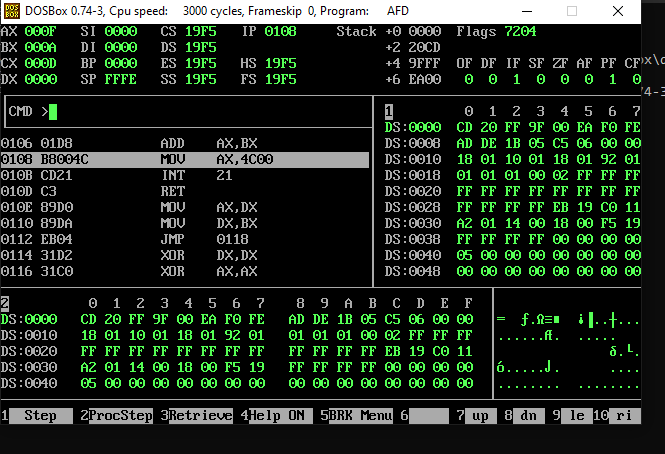 DOSBox 0.74-3, Cpu speed: 3000 cycles, Frameskip 0, Program: AFD
AX 000F SI 0000 CS 19F5 IP 0108 Stack +0 0000 Flags 7204
BX 000A DI 0000 DS 19F5 +2 20CD
CX 000D BP 0000 ES 19F5 HS 19F5 +4 9FFF OF DF IF SF ZF AF PF CF
DX 0000 SP FFFE SS 19F5 FS 19F5 +6 EA00 0 0 1 0 0 0 1 0
CMD >
1 0 1 2 3 4 5 6 7
DS:0000 CD 20 FF 9F 00 EA F0 FE
0106 01D8 ADD AX,BX DS:0008 AD DE 1B 05 C5 06 00 00
0108 B8004C MOV AX,4C00 DS:0010 18 01 10 01 18 01 92 01
010B CD21 INT 21 DS:0018 01 01 01 00 02 FF FF FF
010D C3 RET DS:0020 FF FF FF FF FF FF FF FF
010E 89D0 MOV AX,DX DS:0028 FF FF FF FF EB 19 C0 11
0110 89DA MOV DX,BX DS:0030 A2 01 14 00 18 00 F5 19
0112 EB04 JMP 0118 DS:0038 FF FF FF FF 00 00 00 00
0114 31D2 XOR DX,DX DS:0040 05 00 00 00 00 00 00 00
0116 31C0 XOR AX,AX DS:0048 00 00 00 00 00 00 00 00
2 0 1 2 3 4 5 6 7 8 9 A B C D E F
DS:0000 CD 20 FF 9F 00 EA F0 FE AD DE 1B 05 C5 06 00 00 = ƒ.Ω≡■ ¡▐..┼...
DS:0010 18 01 10 01 18 01 92 01 01 01 01 00 02 FF FF FF ......Æ. .....
DS:0020 FF FF FF FF FF FF FF FF FF FF FF FF EB 19 C0 11 δ.└.
DS:0030 A2 01 14 00 18 00 F5 19 FF FF FF FF 00 00 00 00 ó.....⌡. ....
DS:0040 05 00 00 00 00 00 00 00 00 00 00 00 00 00 00 00 ........ ........
1 Step 2 ProcStep 3 Retrieve 4 Help ON 5 BRK Menu 6 7 up 8 dn 9 le 10 ri